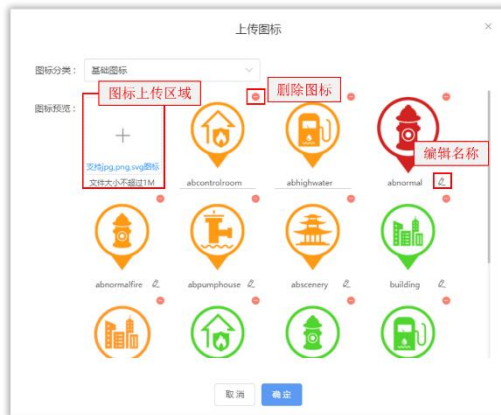 上传图标
×
图标分类： 基础图标
图标上传区域
删除图标
图标预览：
编辑名称
支持jpg,png,svg图标
文件大小不超过1M
abcontrolroom
abhighwater
abnormal
abnormalfire
abpumphouse
abscenery
building
取消
确定